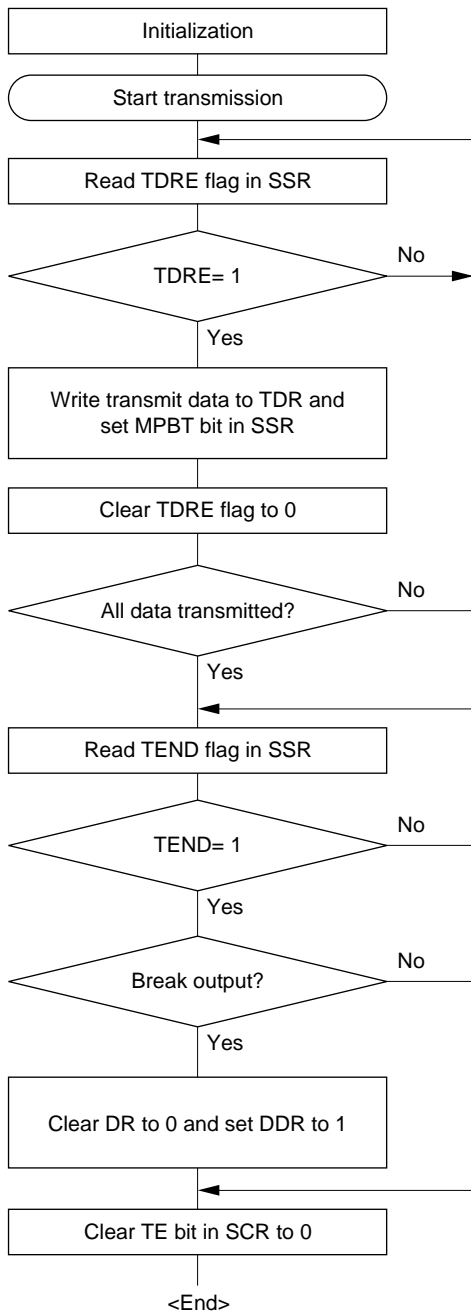 Initialization
Start transmission
Read TDRE flag in SSR
No
TDRE= 1
Yes
Write transmit data to TDR and
set MPBT bit in SSR
Clear TDRE flag to 0
No
All data transmitted?
Yes
Read TEND flag in SSR
No
TEND= 1
Yes
No
Break output?
Yes
Clear DR to 0 and set DDR to 1
Clear TE bit in SCR to 0
<End>